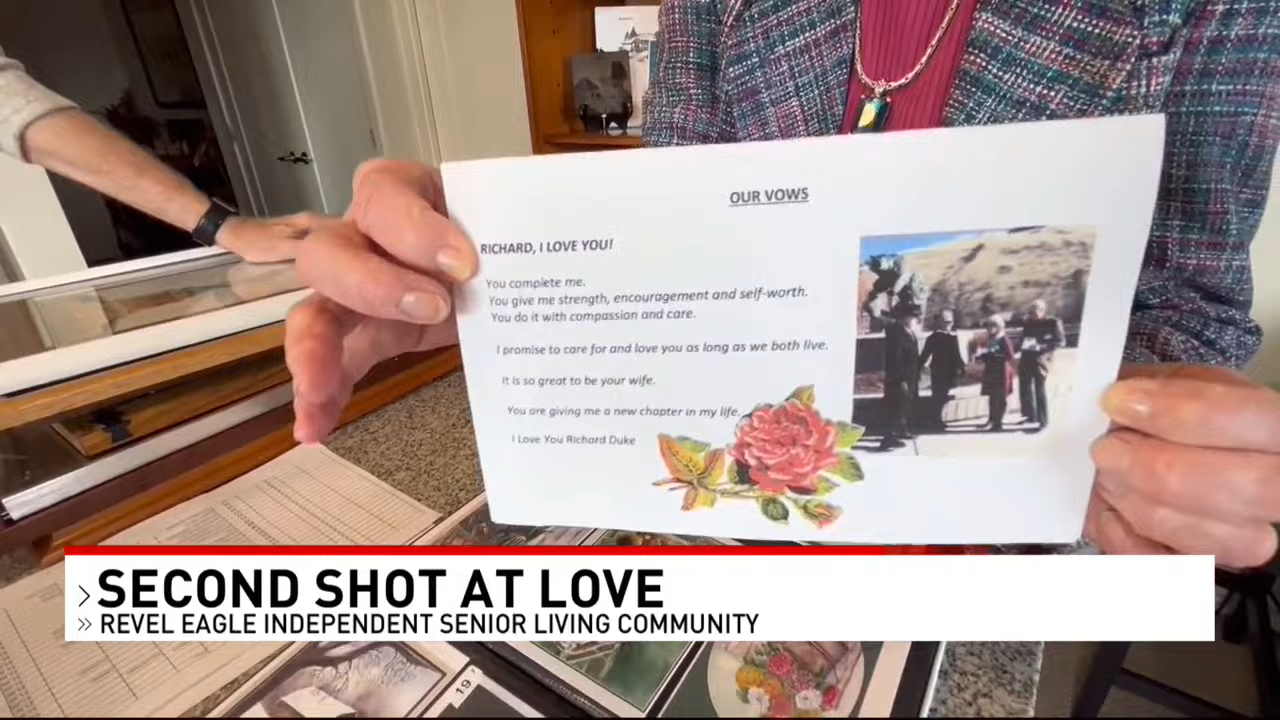 OUR VOWS
RICHARD, I LOVE YOU!
You complete me.
You give me strength, encouragement and self-worth.
You do it with compassion and care.
I promise to care for and love you as long as we both live.
It is so great to be your wife.
You are giving me a new chapter in my life.
I Love You Richard Duke
SECOND SHOT AT LOVE
REVEL EAGLE INDEPENDENT SENIOR LIVING COMMUNITY